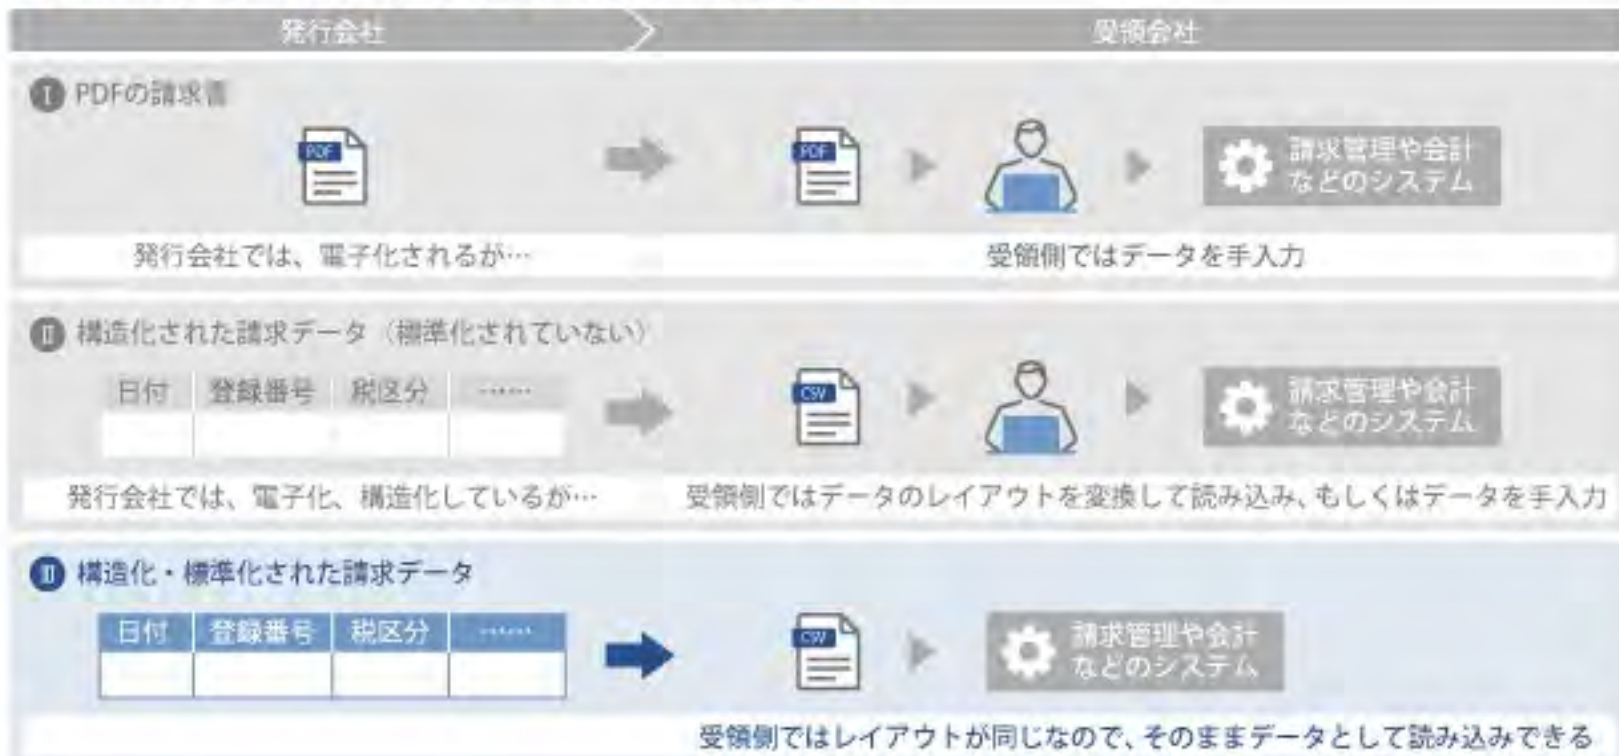 発行会社
受領会社
Ⅰ PDFの請求書
PDF
PDF
請求管理や会計
などのシステム
発行会社では、電子化されるが…
受領側ではデータを手入力
Ⅱ 構造化された請求データ（標準化されていない）
日付 登録番号 税区分 ……
CSV
請求管理や会計
などのシステム
発行会社では、電子化、構造化しているが…
受領側ではデータのレイアウトを変換して読み込み、もしくはデータを手入力
Ⅲ 構造化・標準化された請求データ
日付 登録番号 税区分 ……
CSV
請求管理や会計
などのシステム
受領側ではレイアウトが同じなので、そのままデータとして読み込みできる